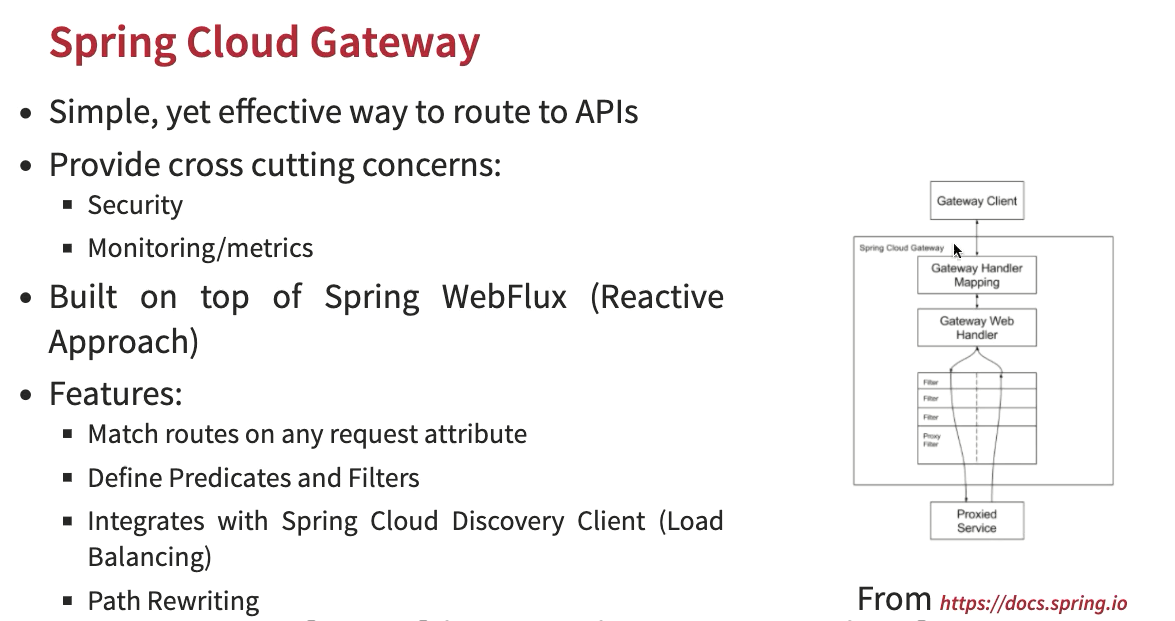 Spring Cloud Gateway
• Simple, yet effective way to route to APIs
• Provide cross cutting concerns:
▪ Security
▪ Monitoring/metrics
• Built on top of Spring WebFlux (Reactive
Approach)
• Features:
▪ Match routes on any request attribute
▪ Define Predicates and Filters
▪ Integrates with Spring Cloud Discovery Client (Load
Balancing)
▪ Path Rewriting
Gateway Client
Spring Cloud Gateway
Gateway Handler
Mapping
Gateway Web
Handler
Filter
Filter
Filter
Proxy
Filter
Proxied
Service
From https://docs.spring.io